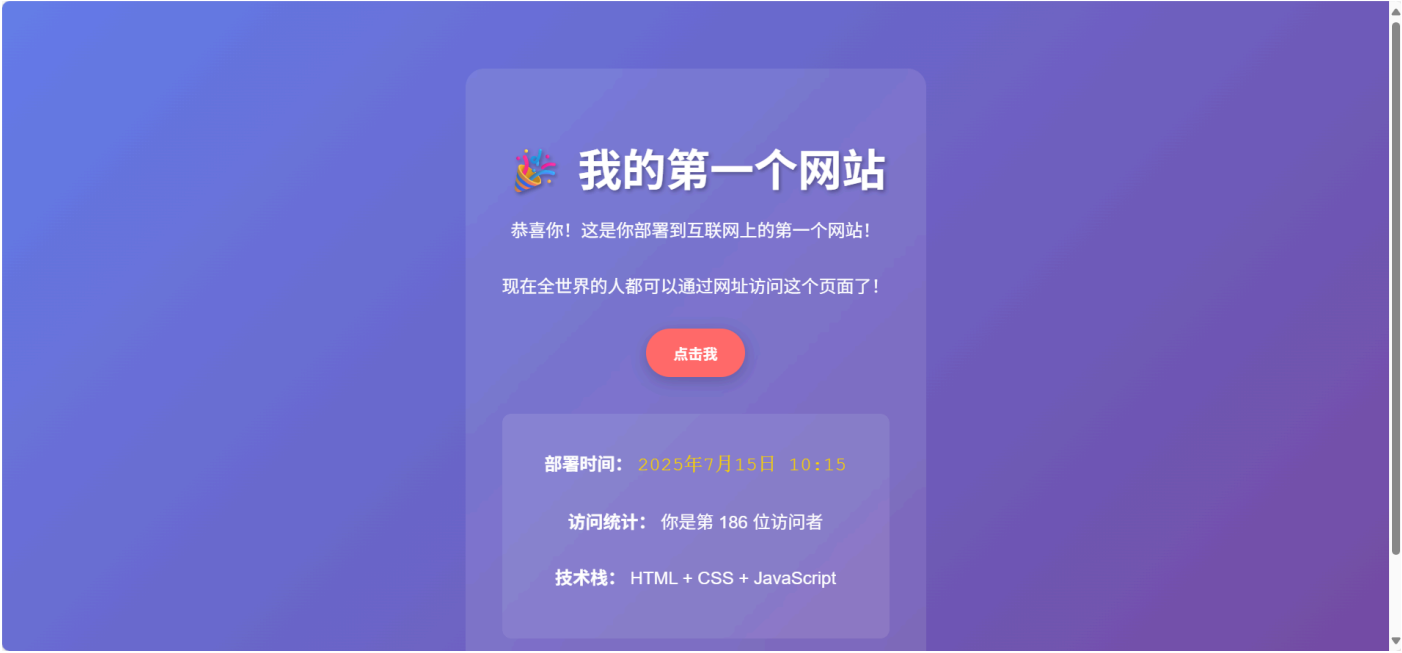 🎉 我的第一个网站
恭喜你！这是你部署到互联网上的第一个网站！
现在全世界的人都可以通过网址访问这个页面了！
点击我
部署时间： 2025年7月15日 10:15
访问统计： 你是第 186 位访问者
技术栈： HTML + CSS + JavaScript